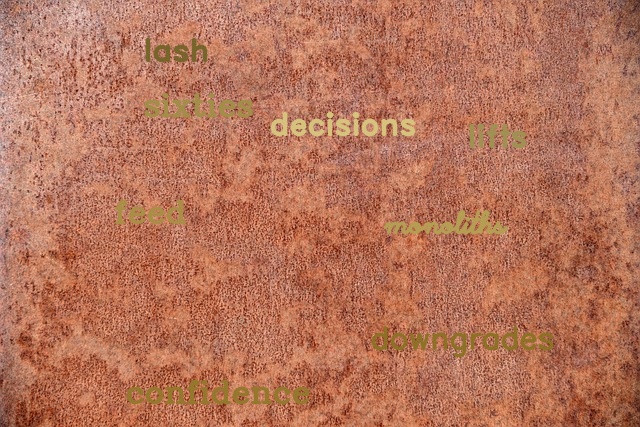 lash
sixties
decisions
lifts
feed
monoliths
downgrades
confidence